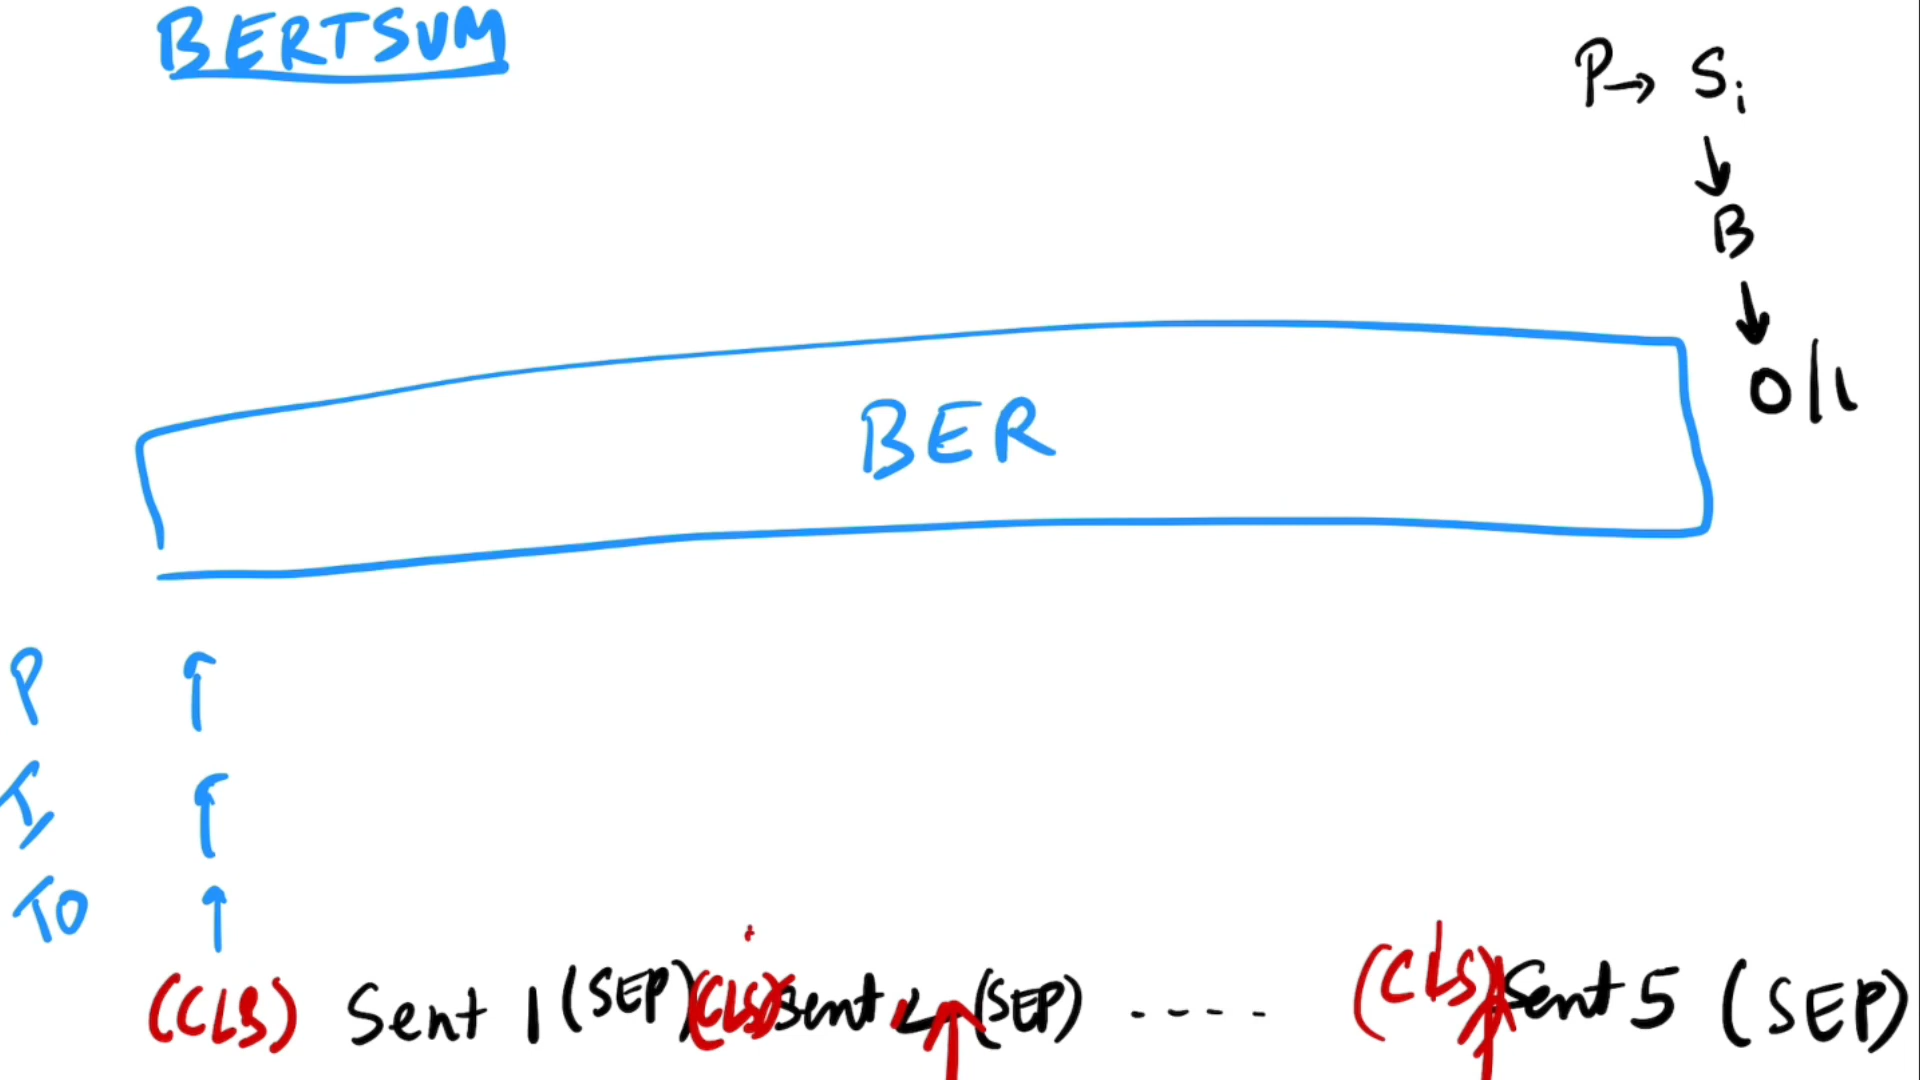 BERTSUM
P→ Si
B
0/1
BER
P
I
TO
(CLS) Sent 1 (SEP) (CLS) Sent 2 (SEP) ---- (CLS) Sent 5 (SEP)